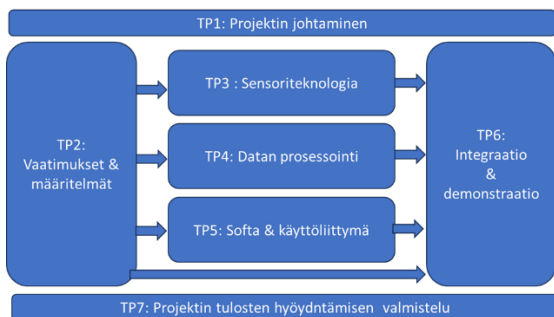 TP1: Projektin johtaminen
TP2:
Vaatimukset &
määritelmät
TP3 : Sensoriteknologia
TP4: Datan prosessointi
TP5: Softa & käyttöliittymä
TP6:
Integraatio
&
demonstraatio
TP7: Projektin tulosten hyöydntämisen valmistelu